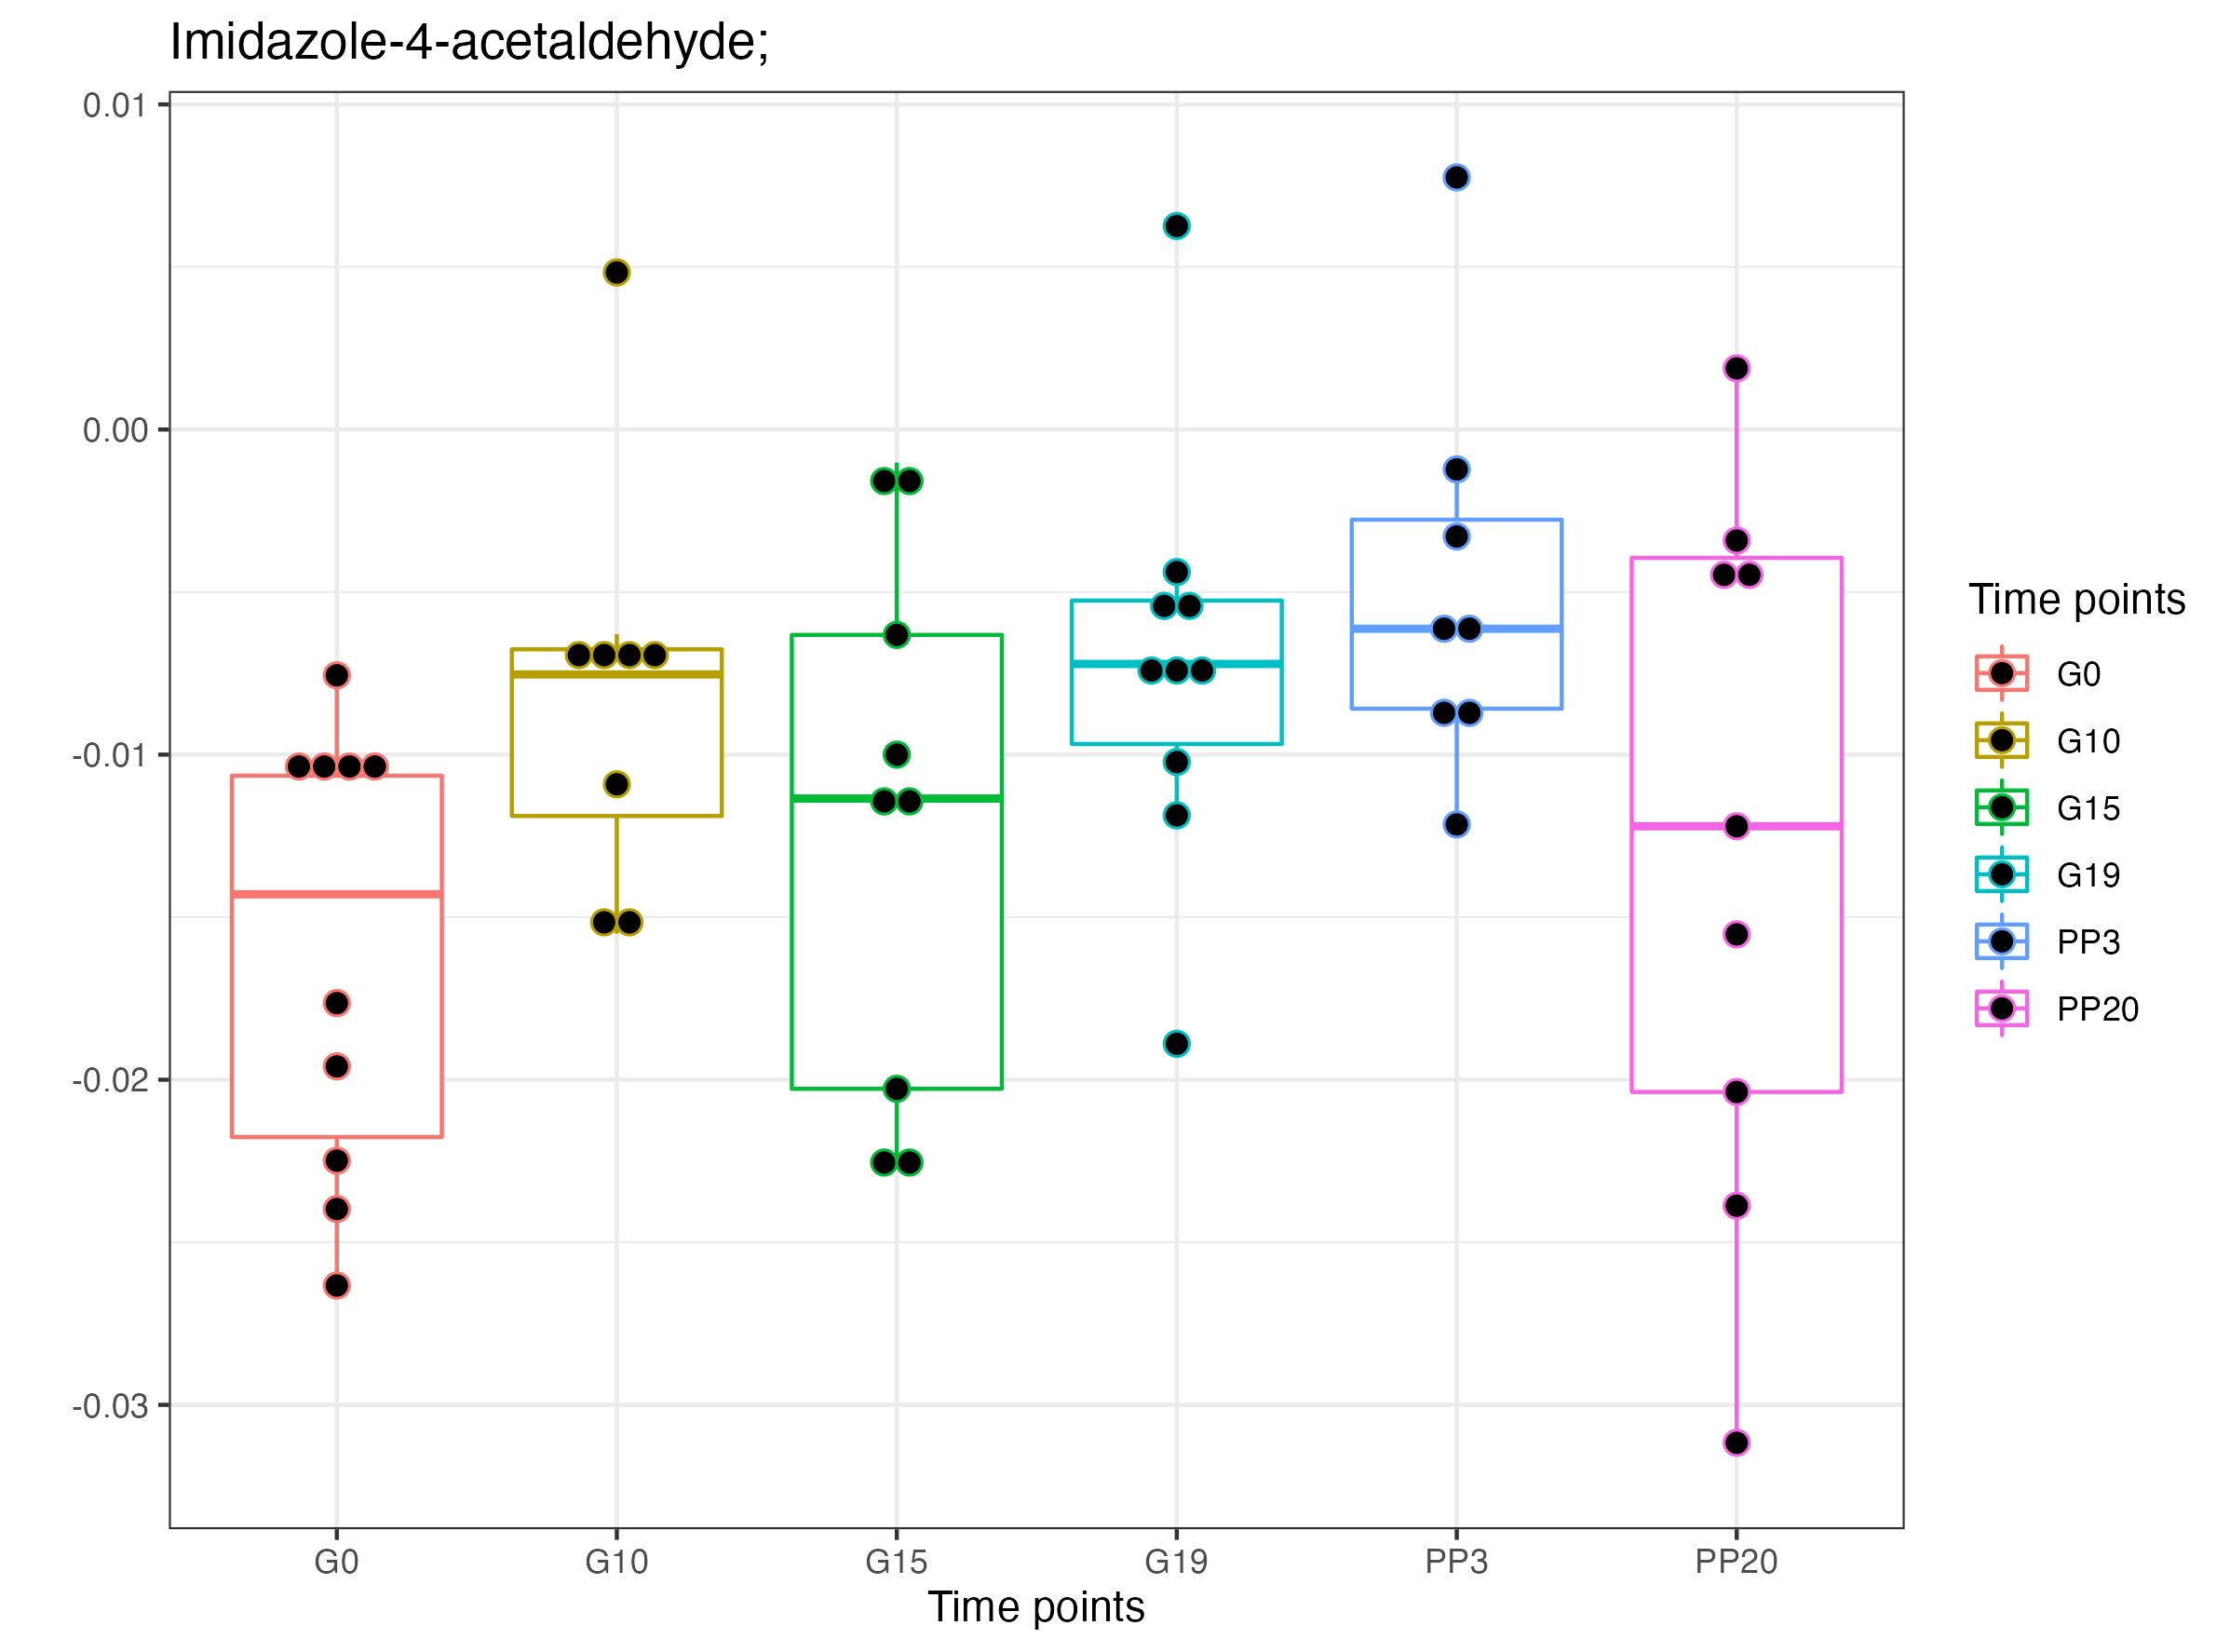 Imidazole-4-acetaldehyde;
0.01
0.00
-0.01
-0.02
-0.03
G0
G10
G15
G19
PP3
PP20
Time points
Time points
G0
G10
G15
G19
PP3
PP20